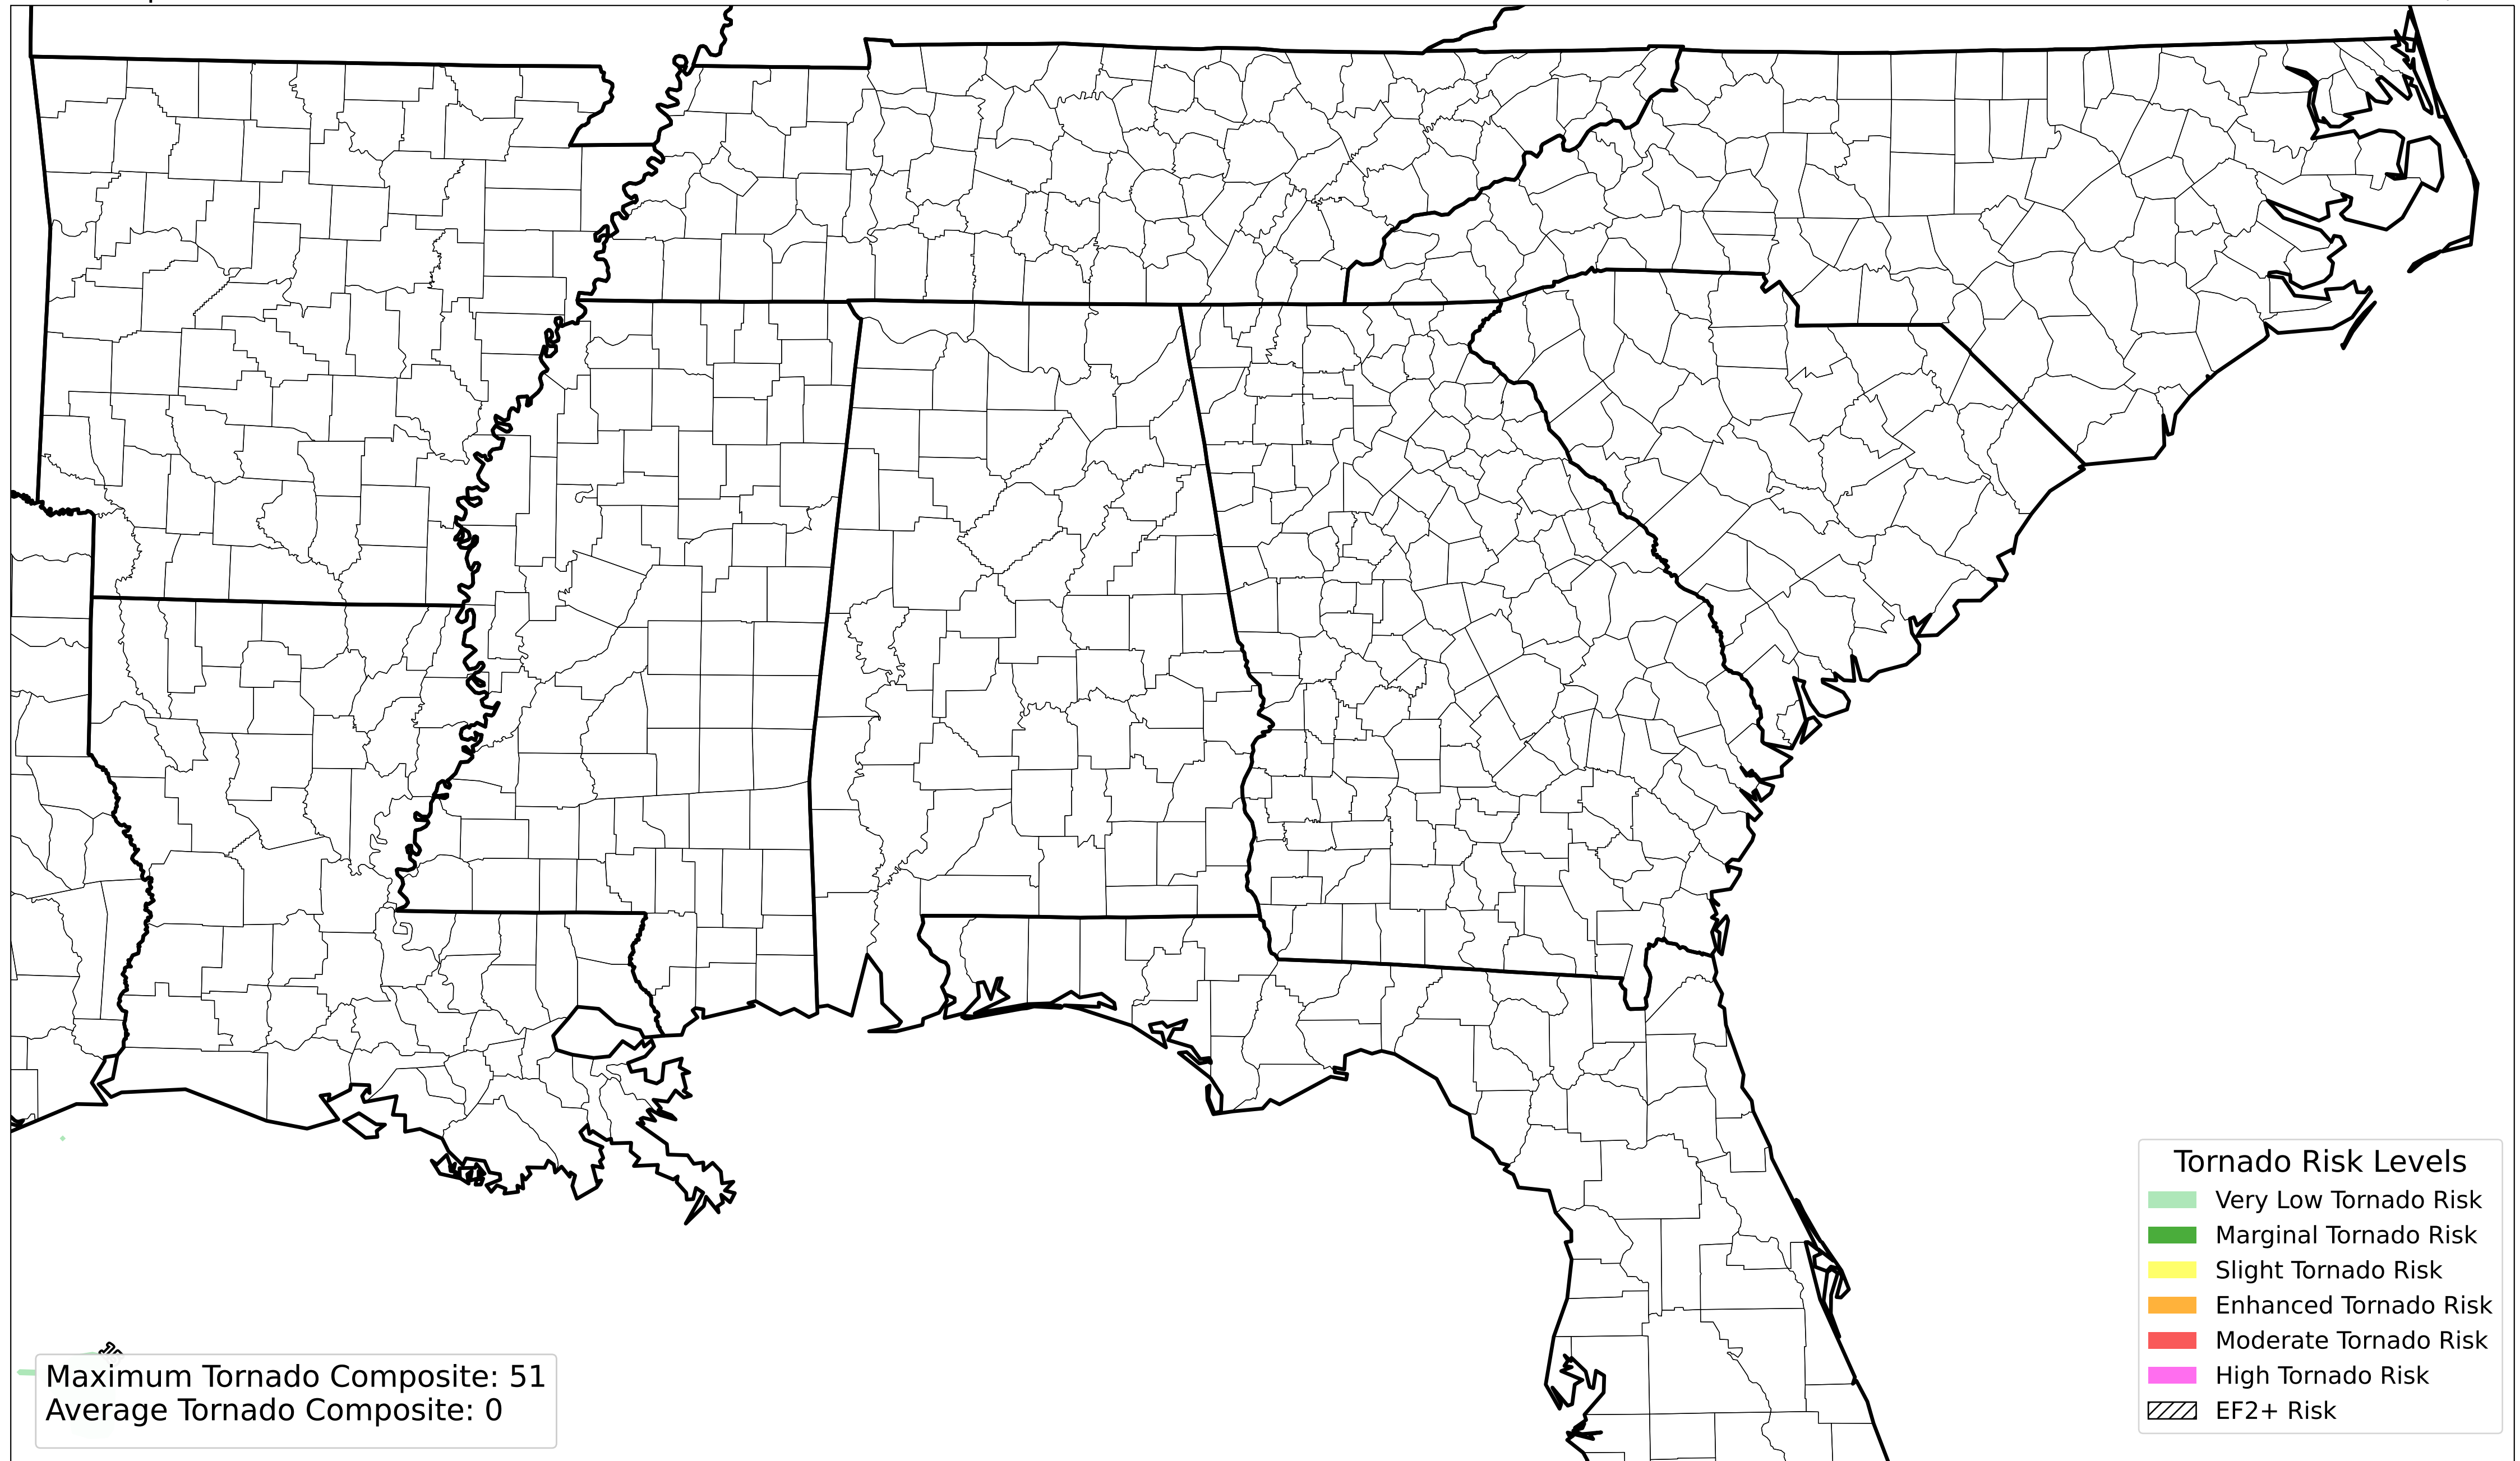 Maximum Tornado Composite: 51
Average Tornado Composite: 0
Tornado Risk Levels
Very Low Tornado Risk
Marginal Tornado Risk
Slight Tornado Risk
Enhanced Tornado Risk
Moderate Tornado Risk
High Tornado Risk
EF2+ Risk